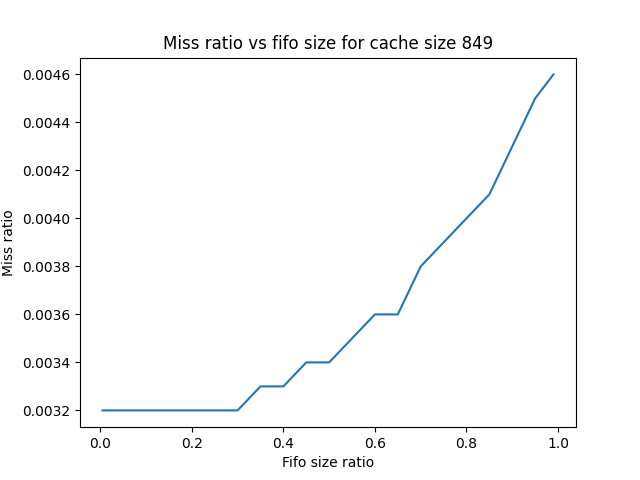 Miss ratio vs fifo size for cache size 849
0.0046
0.0044
0.0042
0.0040
0.0038
0.0036
0.0034
0.0032
Miss ratio
0.0 0.2 0.4 0.6 0.8 1.0
Fifo size ratio